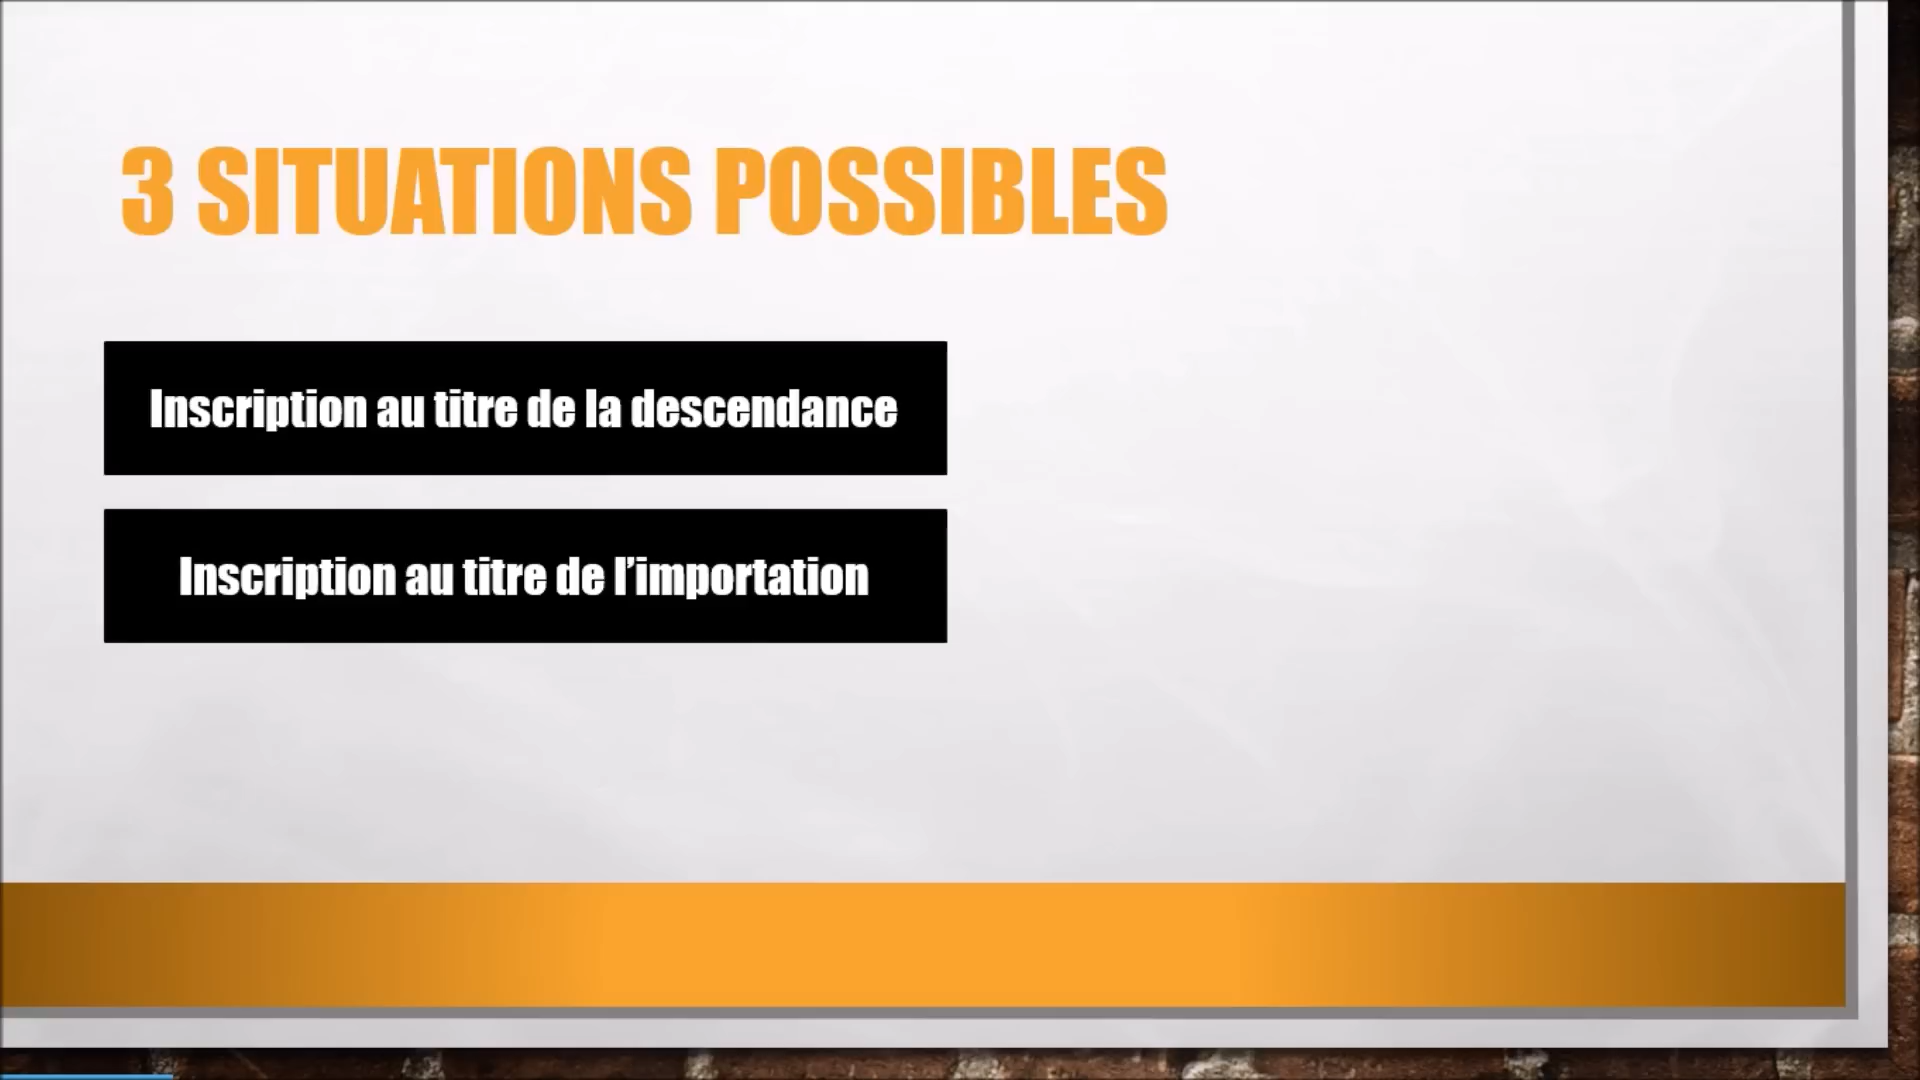 3 SITUATIONS POSSIBLES
Inscription au titre de la descendance
Inscription au titre de l’importation